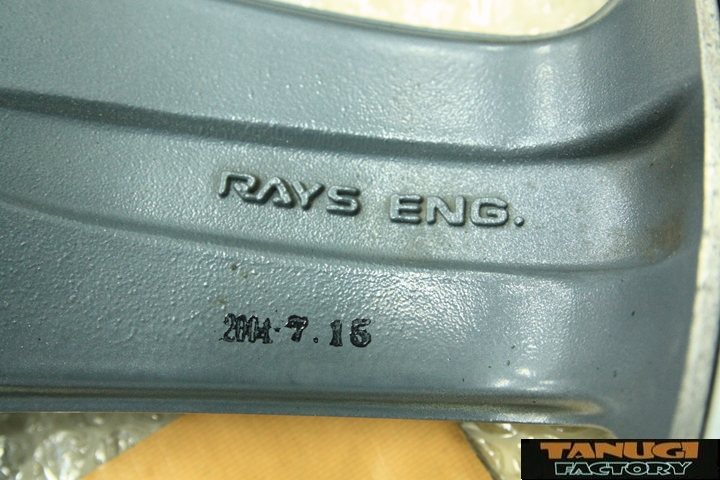 RAYS ENG.
2004.7.15
TANUGI
FACTORY